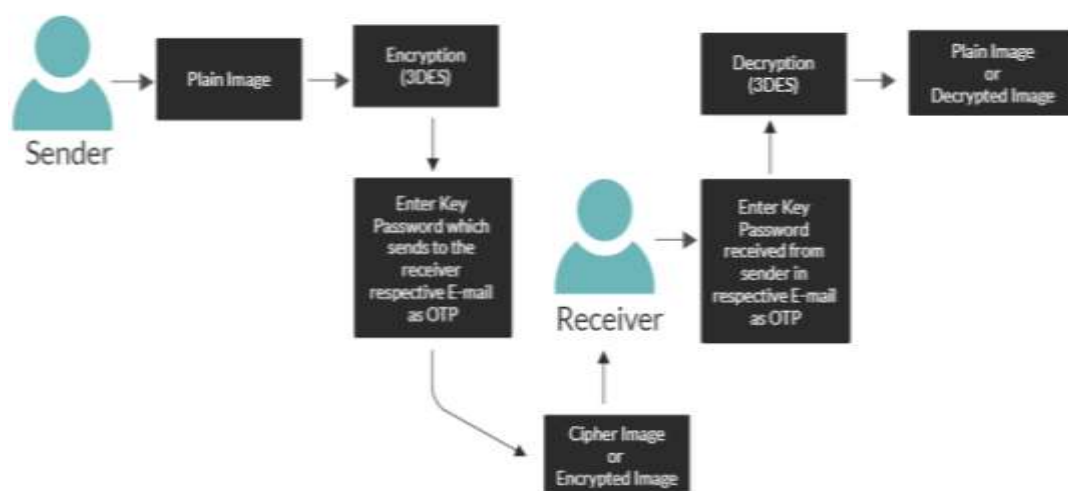 Sender
Plain Image
Encryption
(3DES)
Enter Key
Password which
sends to the
receiver
respective E-mail
as OTP
Cipher Image
or
Encrypted Image
Receiver
Enter Key
Password
received from
sender in
respective E-mail
as OTP
Decryption
(3DES)
Plain Image
or
Decrypted Image